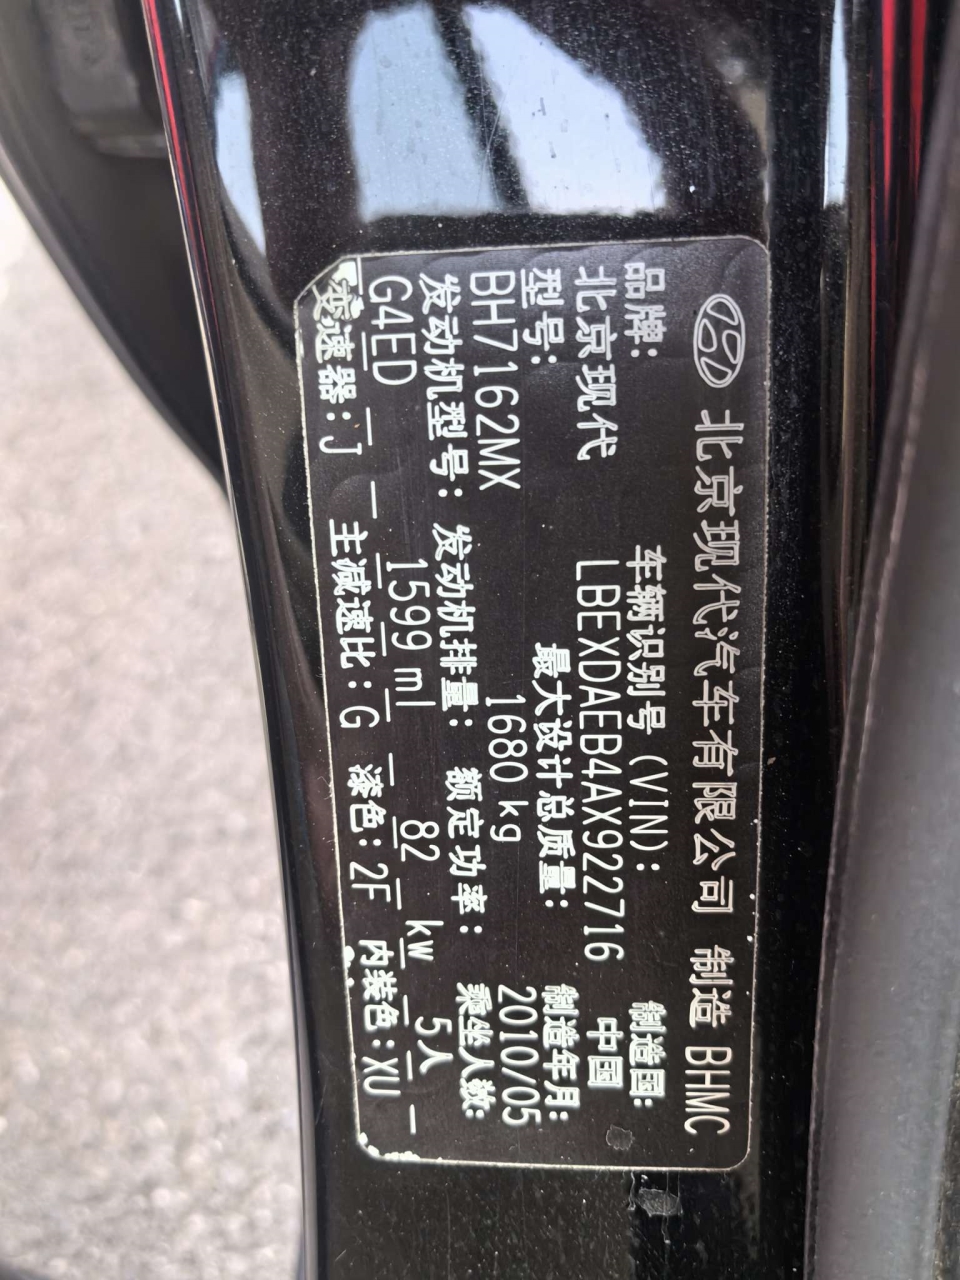 北京现代汽车有限公司 制造 BHMC
品牌: 车辆识别号 (VIN): 制造国:
北京现代 LBEXDAEB4AX922716 中国
型号: 最大设计总质量: 制造年月:
BH7162MX 1680 kg 2010/05
发动机型号: 发动机排量: 额定功率: 乘坐人数:
G4ED 1599 ml 82 kw 5人
变速器:J 主减速比:G 漆色:2F 内装色:XU